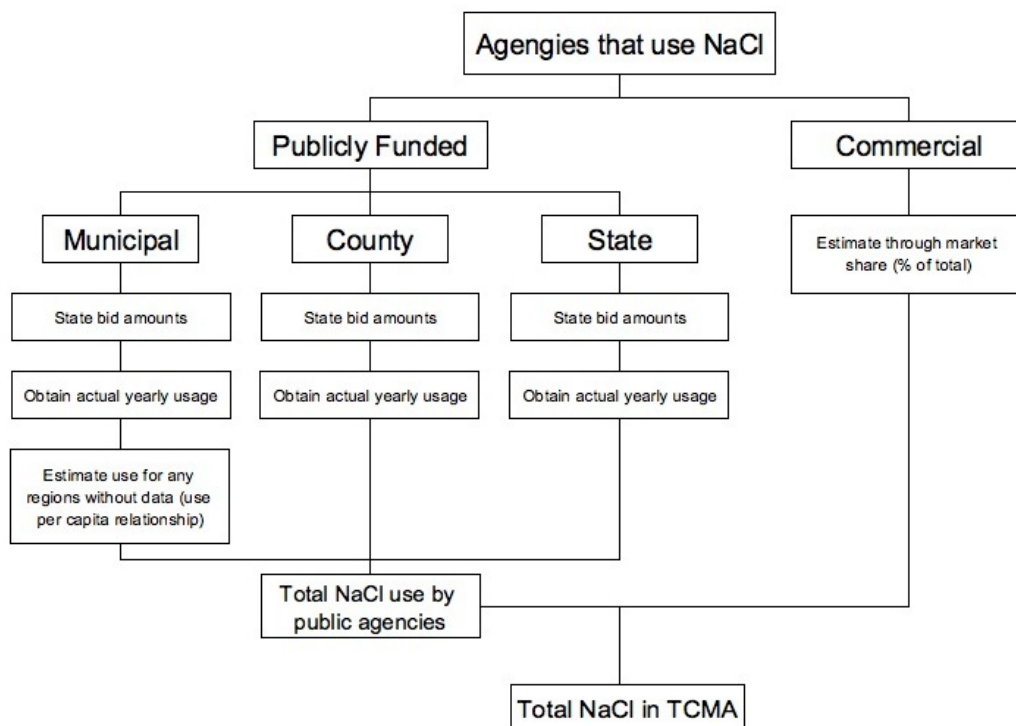 Agengies that use NaCl
Publicly Funded
Commercial
Municipal
County
State
Estimate through market
share (% of total)
State bid amounts
State bid amounts
State bid amounts
Obtain actual yearly usage
Obtain actual yearly usage
Obtain actual yearly usage
Estimate use for any
regions without data (use
per capita relationship)
Total NaCl use by
public agencies
Total NaCl in TCMA